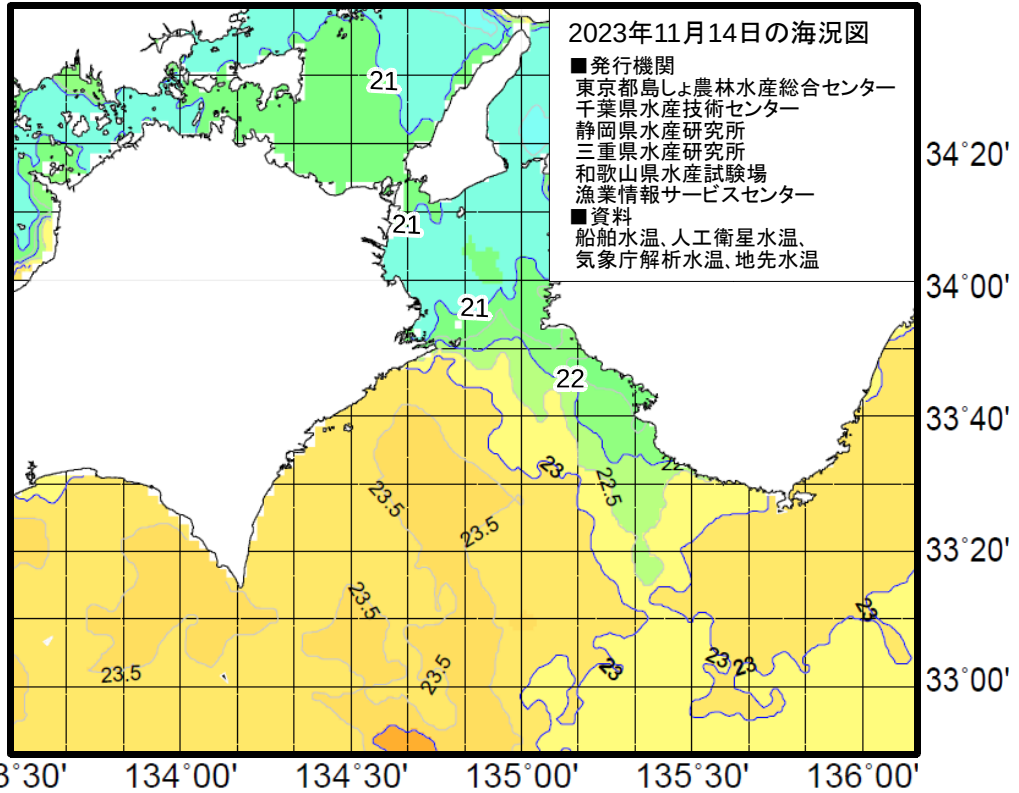 2023年11月14日の海況図
■発行機関
東京都島しょ農林水産総合センター
千葉県水産技術センター
静岡県水産研究所
三重県水産研究所
和歌山県水産試験場
漁業情報サービスセンター
■資料
船舶水温、人工衛星水温、
気象庁解析水温、地先水温
21
34°20'
21
34°00'
21
22
33°40'
22
23
22.5
23.5
23.5
33°20'
23.5
23
23
23
23
33°00'
23.5
23.5
3°30'
134°00'
134°30'
135°00'
135°30'
136°00'